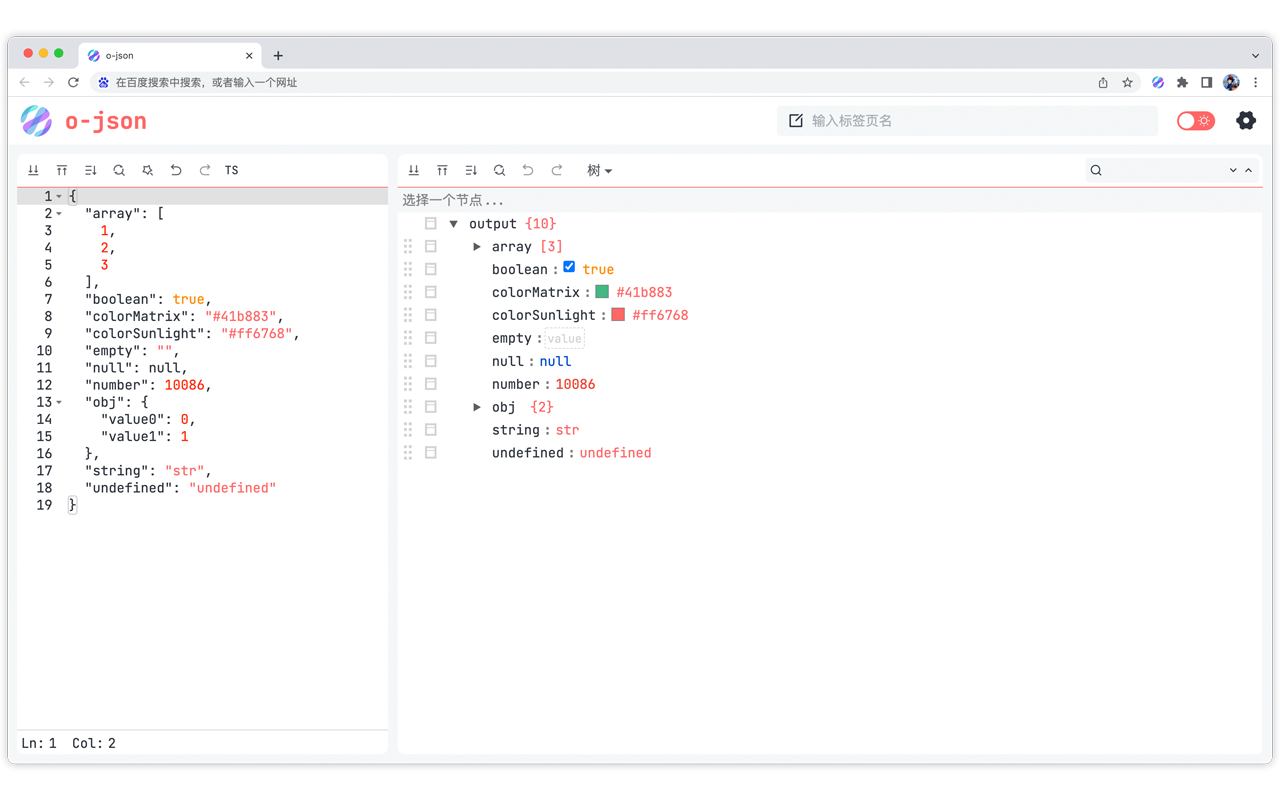 o-json
在百度搜索中搜索，或者输入一个网址
o-json
输入标签页名
TS
树
1 {
2 "array": [
3 1,
4 2,
5 3
6 ],
7 "boolean": true,
8 "colorMatrix": "#41b883",
9 "colorSunlight": "#ff6768",
10 "empty": "",
11 "null": null,
12 "number": 10086,
13 "obj": {
14 "value0": 0,
15 "value1": 1
16 },
17 "string": "str",
18 "undefined": "undefined"
19 }
Ln: 1 Col: 2
选择一个节点...
output {10}
array [3]
boolean : true
colorMatrix : #41b883
colorSunlight : #ff6768
empty : value
null : null
number : 10086
obj {2}
string : str
undefined : undefined